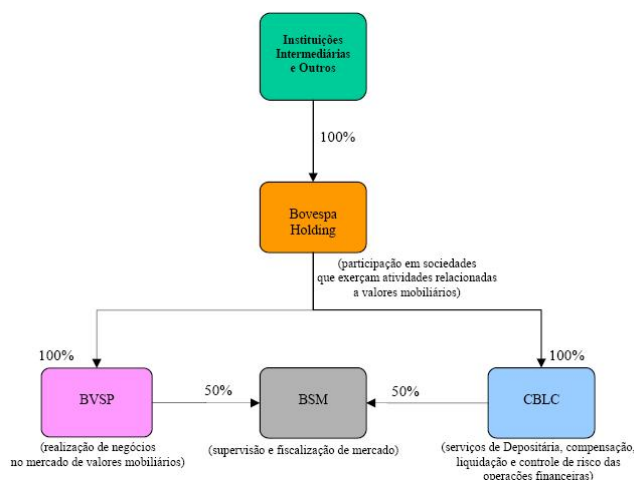 Instituições
Intermediárias
e Outros
100%
Bovespa
Holding
(participação em sociedades
que exerçam atividades relacionadas
a valores mobiliários)
100%
100%
BVSP
50%
BSM
50%
CBLC
(realização de negócios
no mercado de valores mobiliários)
(supervisão e fiscalização de mercado)
(serviços de Depositária, compensação,
liquidação e controle de risco das
operações financeiras)